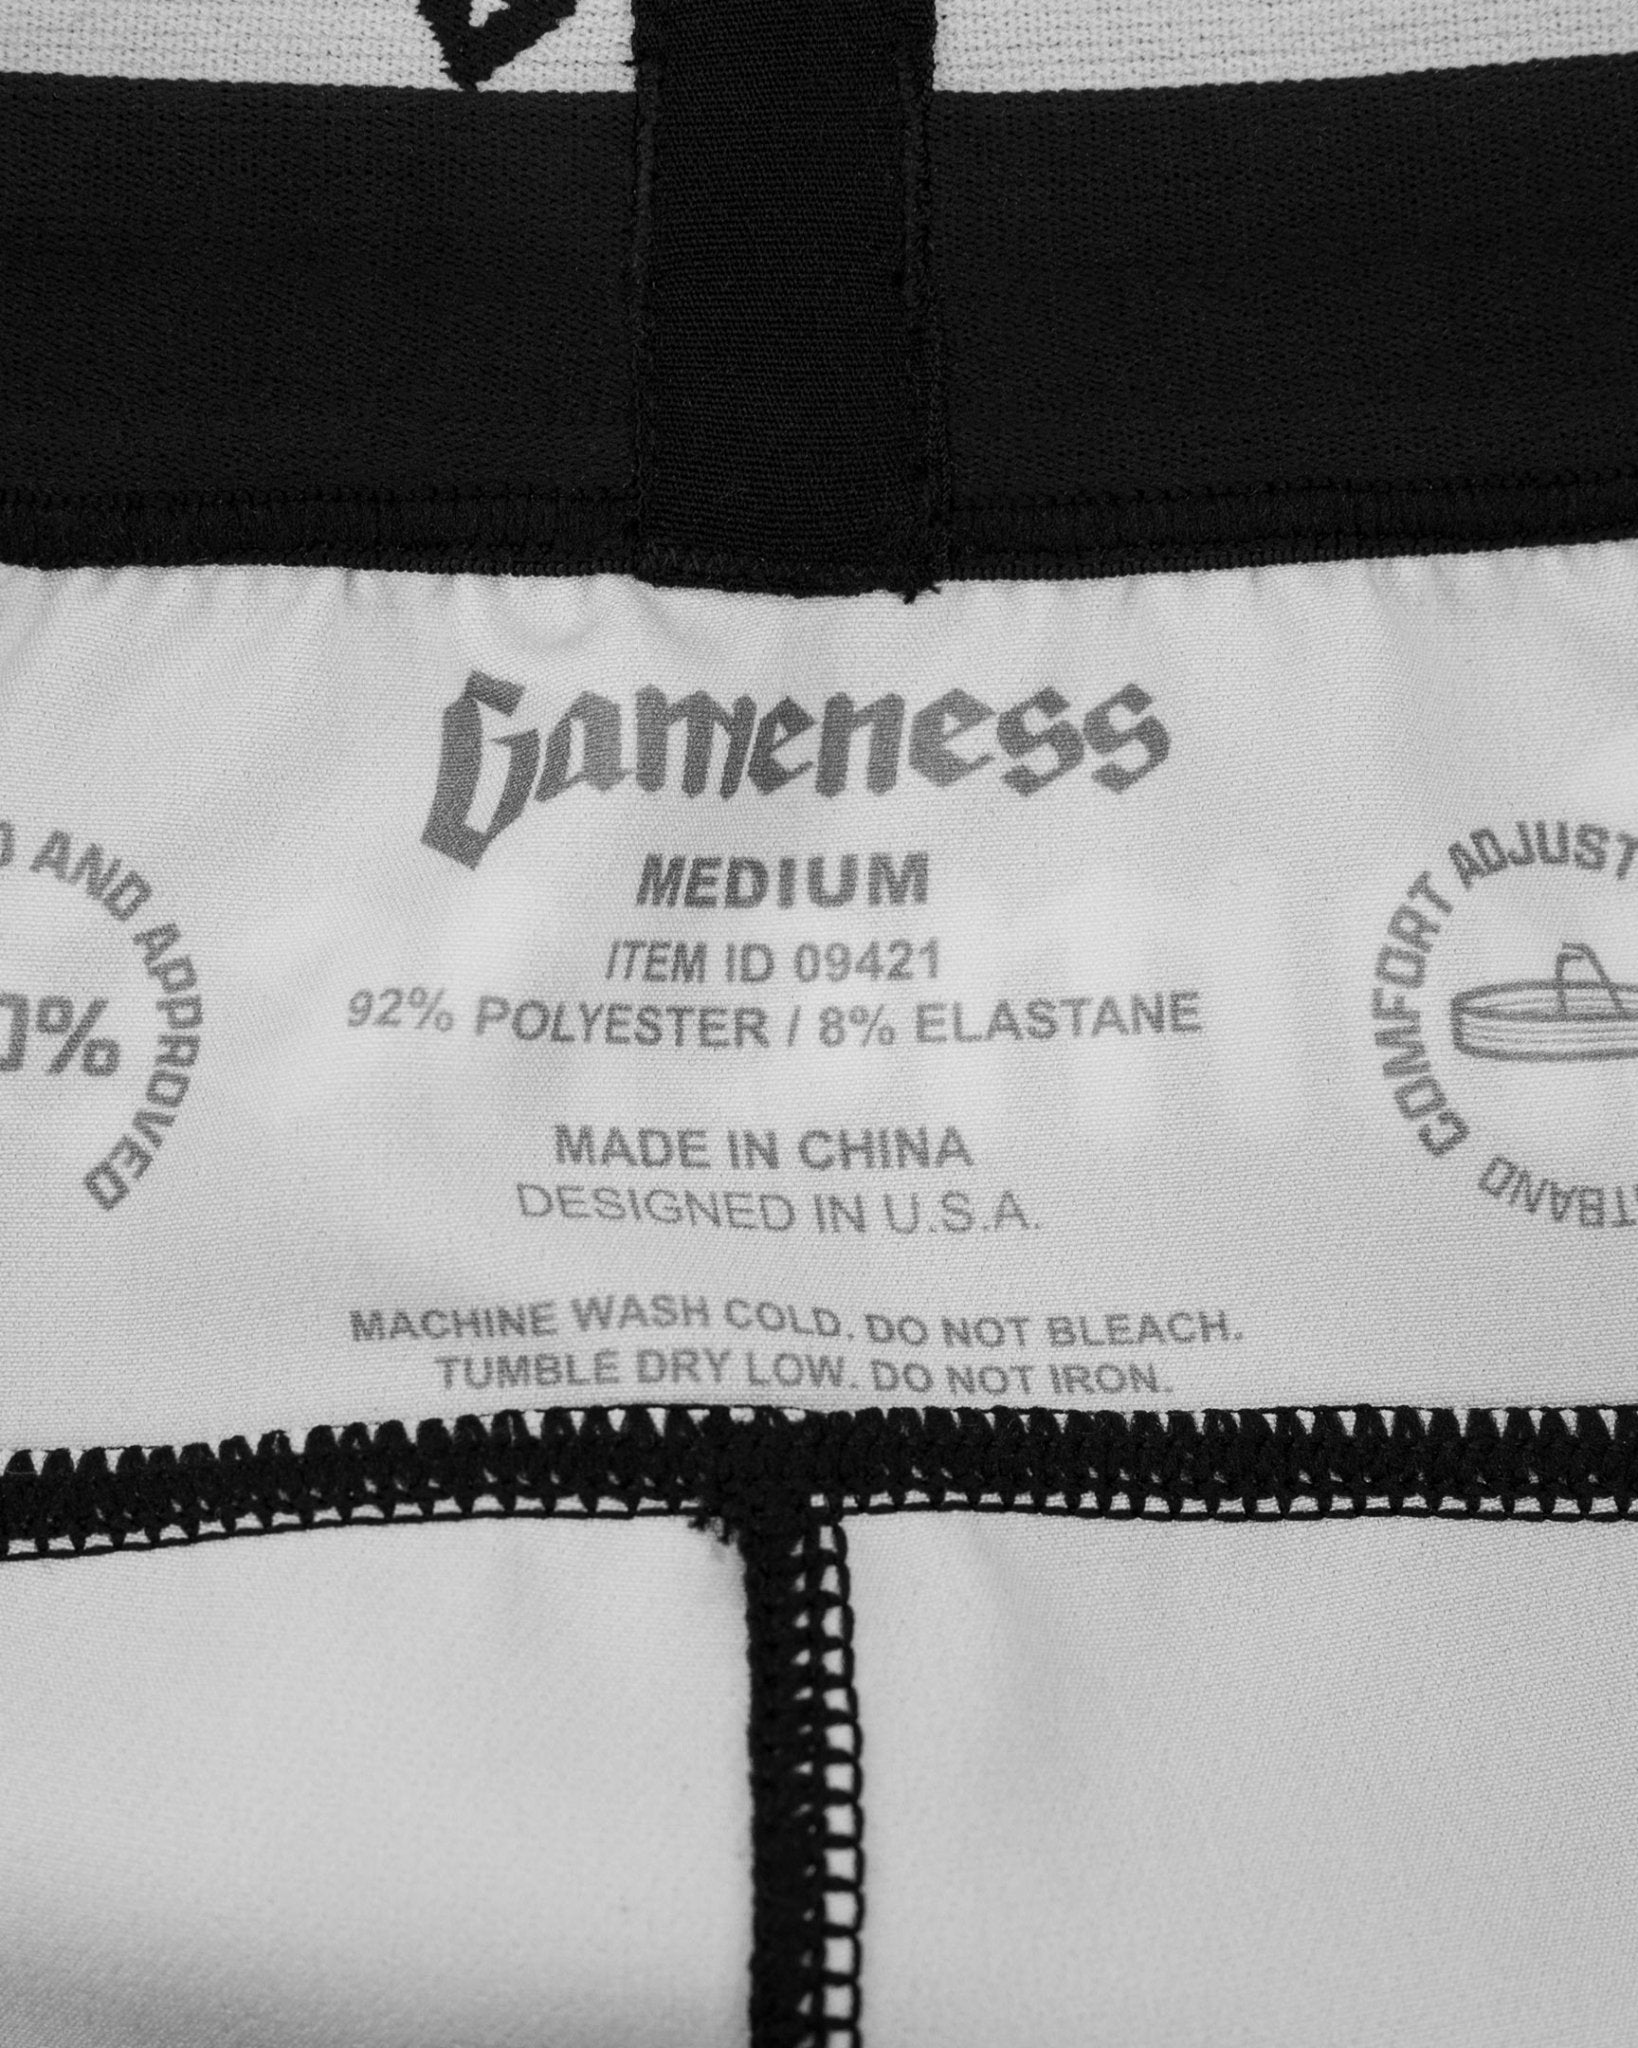 Gameness
MEDIUM
ITEM ID 09421
92% POLYESTER / 8% ELASTANE
MADE IN CHINA
DESIGNED IN U.S.A.
MACHINE WASH COLD. DO NOT BLEACH.
TUMBLE DRY LOW. DO NOT IRON.
AND APPROVED
%
COMFORT ADJUST